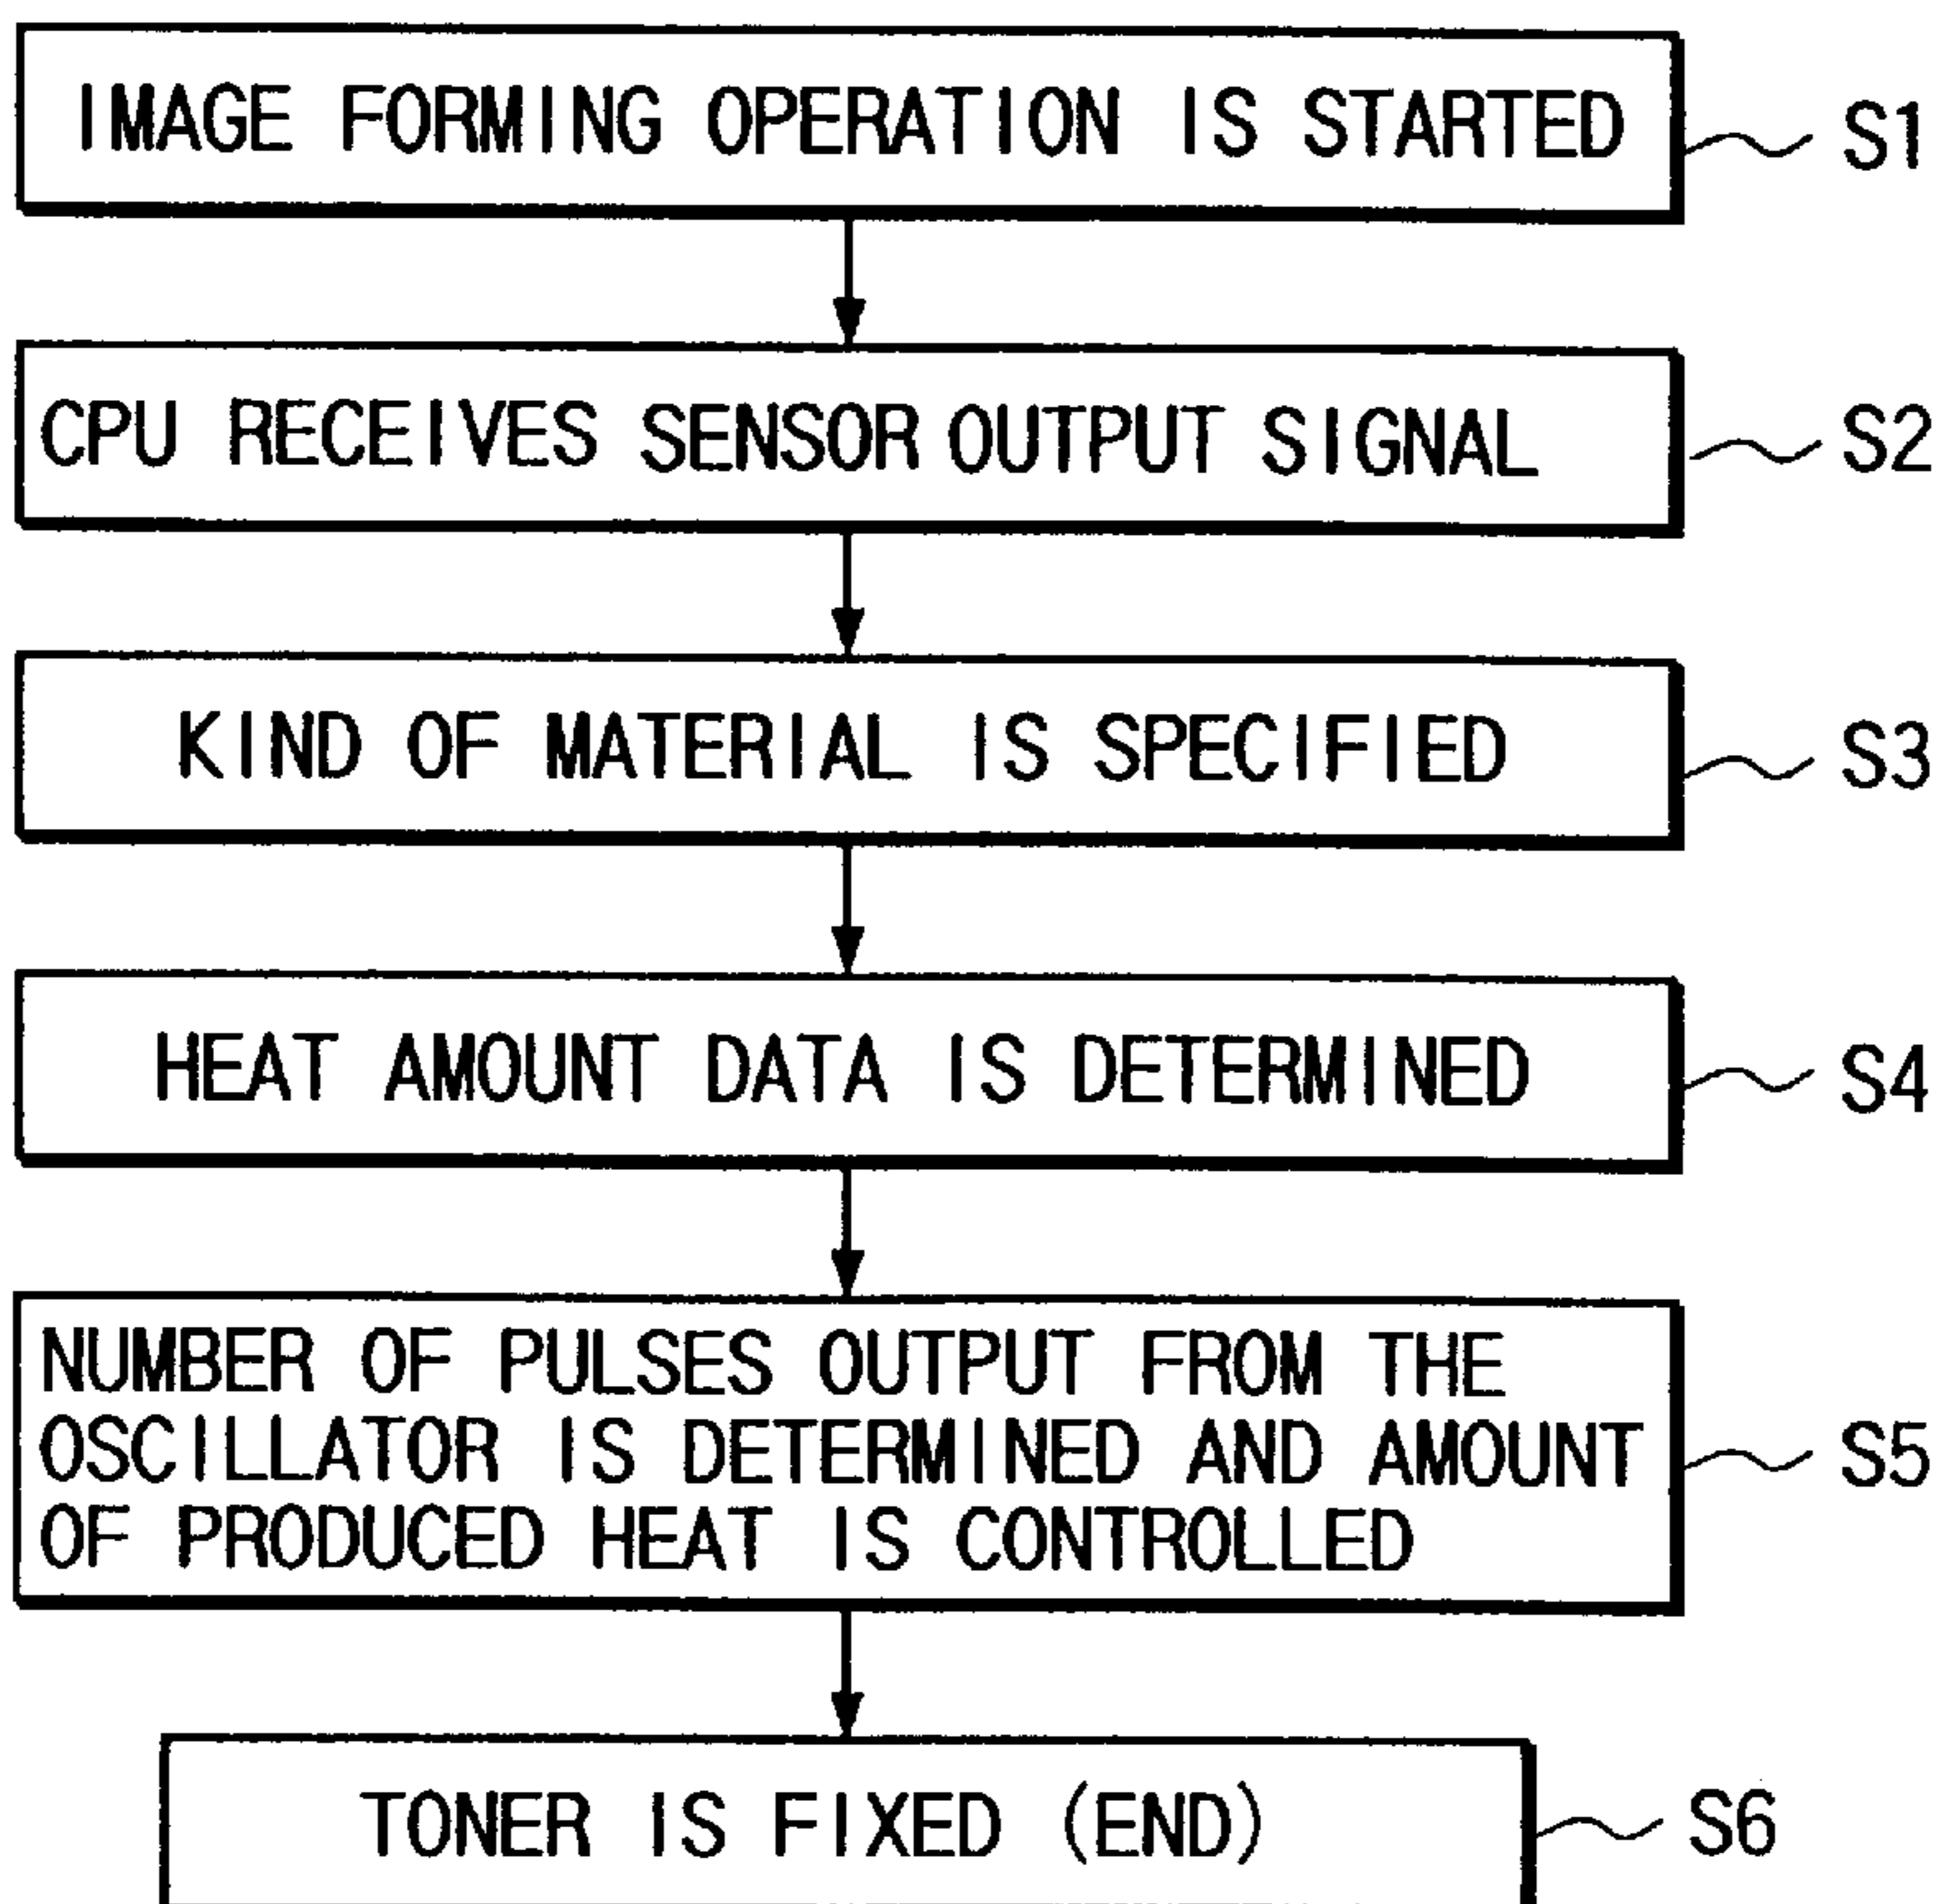 IMAGE FORMING OPERATION IS STARTED
S1
CPU RECEIVES SENSOR OUTPUT SIGNAL
S2
KIND OF MATERIAL IS SPECIFIED
S3
HEAT AMOUNT DATA IS DETERMINED
S4
NUMBER OF PULSES OUTPUT FROM THE
OSCILLATOR IS DETERMINED AND AMOUNT
OF PRODUCED HEAT IS CONTROLLED
S5
TONER IS FIXED (END)
S6